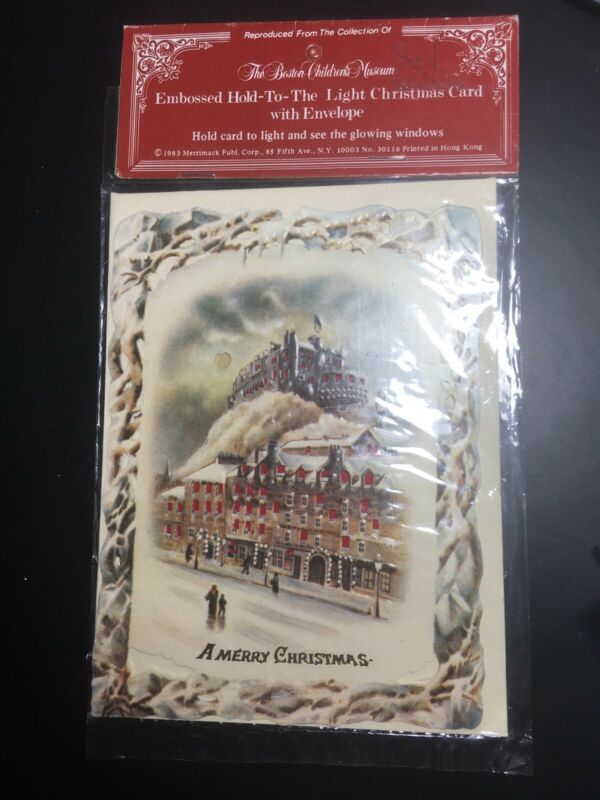 Reproduced From The Collection Of
The Boston Children's Museum
Embossed Hold-To-The Light Christmas Card
with Envelope
Hold card to light and see the glowing windows
© 1983 Merrimack Publ. Corp., 85 Fifth Ave., N.Y. 10003 No. 30116 Printed in Hong Kong
A MERRY CHRISTMAS-